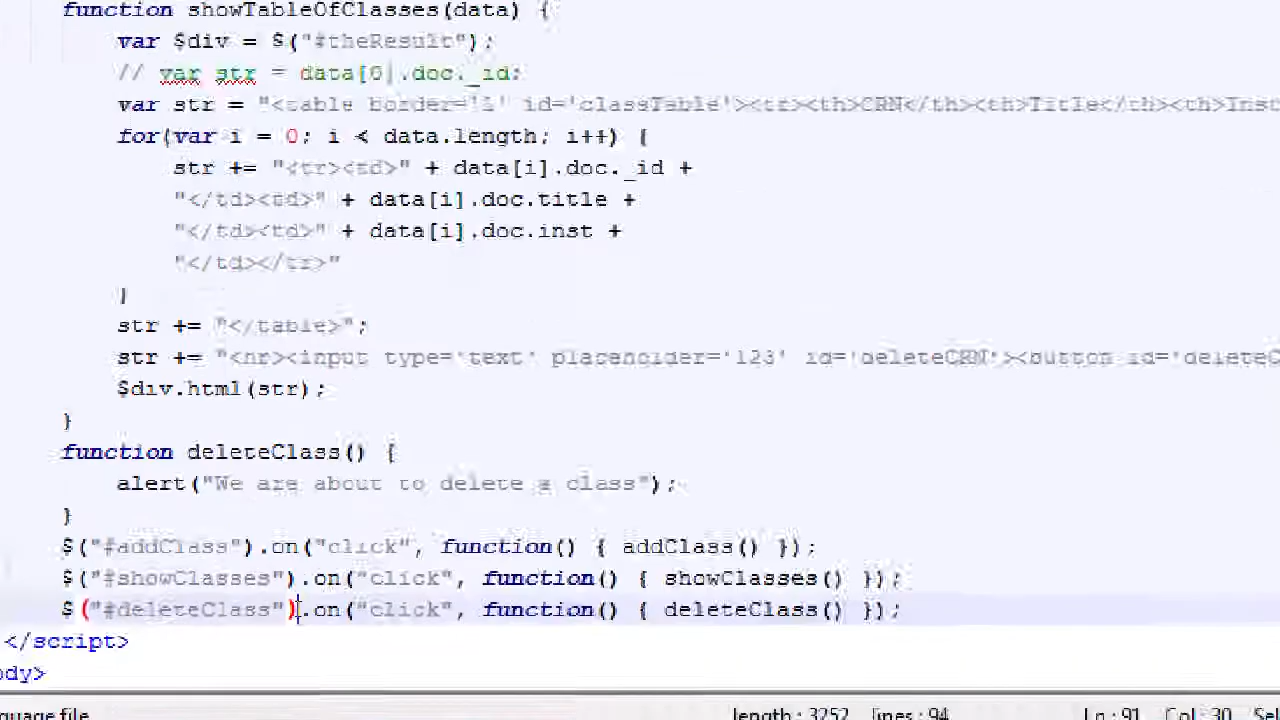 function showTableOfClasses(data) {
var $div = $("#theResult");
// var str = data[0].doc._id;
var str = "<table border='1' id='classTable'><tr><th>CRN</th><th>Title</th><th>Inst
for(var i = 0; i < data.length; i++) {
str += "<tr><td>" + data[i].doc._id +
"</td><td>" + data[i].doc.title +
"</td><td>" + data[i].doc.inst +
"</td></tr>"
}
str += "</table>";
str += "<hr><input type='text' placeholder='123' id='deleteCRN'><button id='deleteC
$div.html(str);
}
function deleteClass() {
alert("We are about to delete a class");
}
$("#addClass").on("click", function() { addClass() });
$("#showClasses").on("click", function() { showClasses() });
$("#deleteClass").on("click", function() { deleteClass() });
</script>
ody>
guage file length : 3252 lines : 94 Ln : 91 Col : 30 Sel